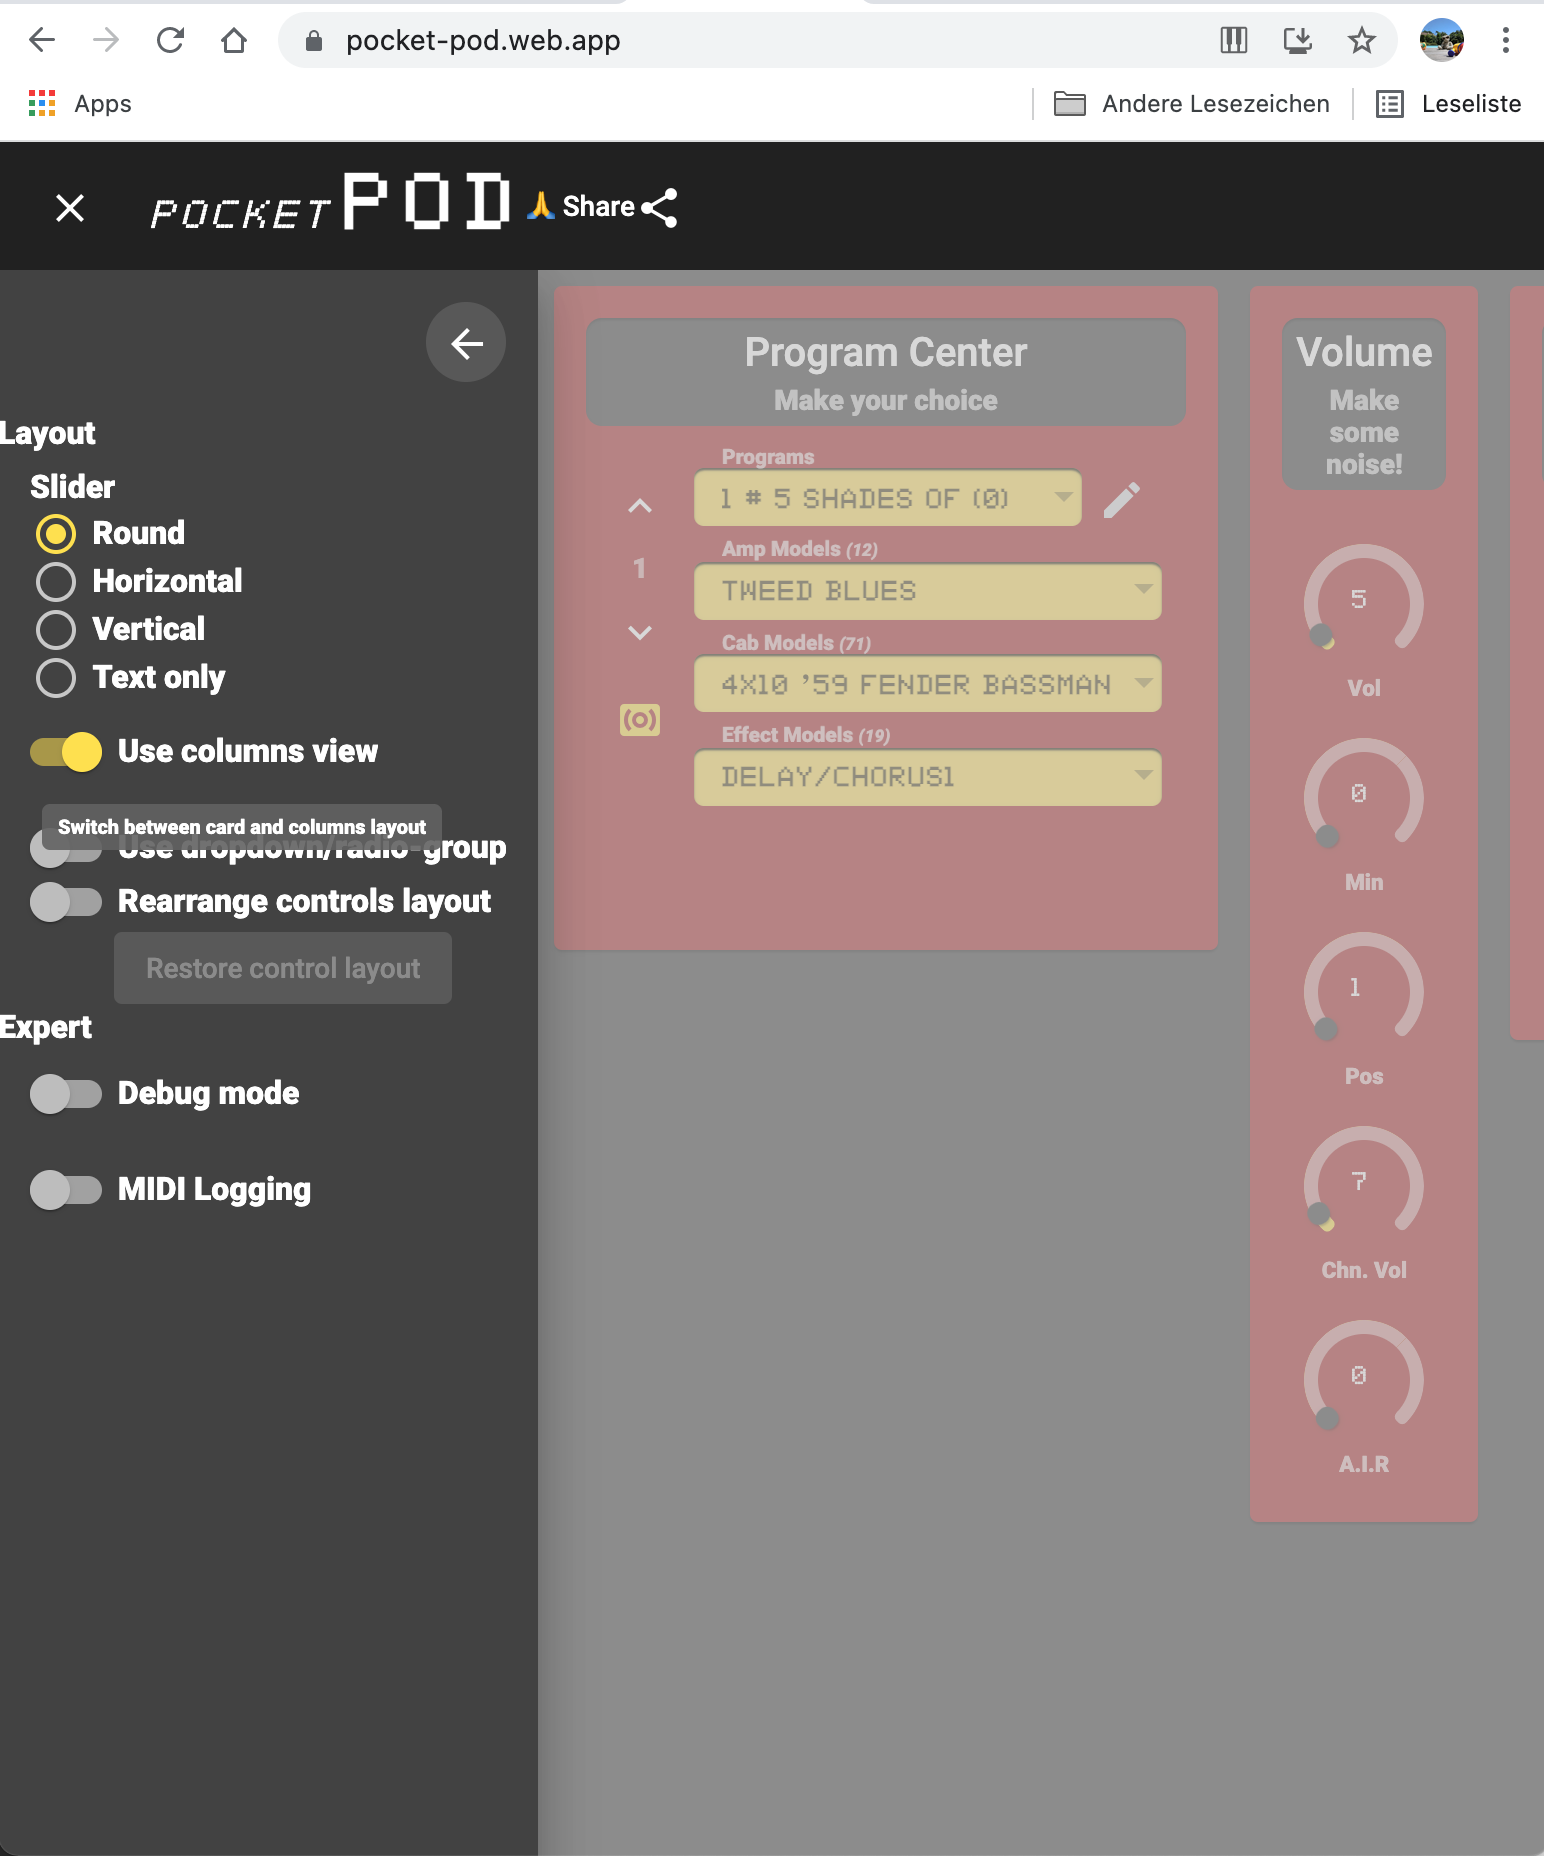 pocket-pod.web.app
Apps
Andere Lesezeichen
Leseliste
POCKET POD 🙏 Share
Layout
Slider
Round
Horizontal
Vertical
Text only
Use columns view
Switch between card and columns layout
Use dropdown/radio-group
Rearrange controls layout
Restore control layout
Expert
Debug mode
MIDI Logging
Program Center
Make your choice
Programs
1 # 5 SHADES OF (0)
1
Amp Models (12)
TWEED BLUES
Cab Models (71)
4X10 '59 FENDER BASSMAN
Effect Models (19)
DELAY/CHORUS1
Volume
Make
some
noise!
5
Vol
0
Min
1
Pos
7
Chn. Vol
0
A.I.R